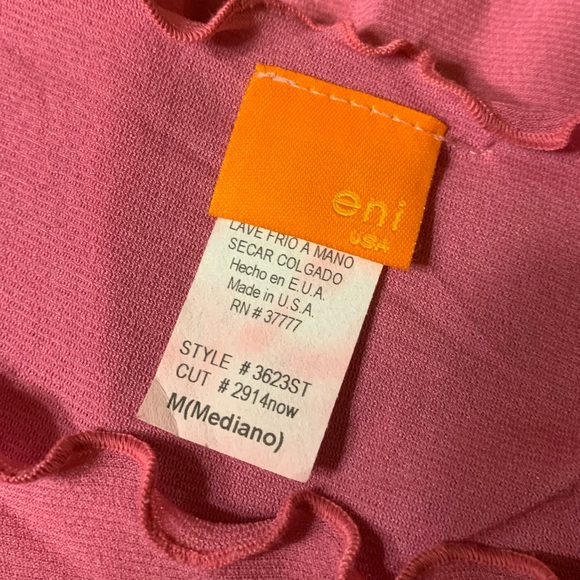 eni
USA
LAVE FRIO A MANO
SECAR COLGADO
Hecho en E.U.A.
Made in U.S.A.
RN # 37777
STYLE # 3623ST
CUT # 2914now
M(Mediano)